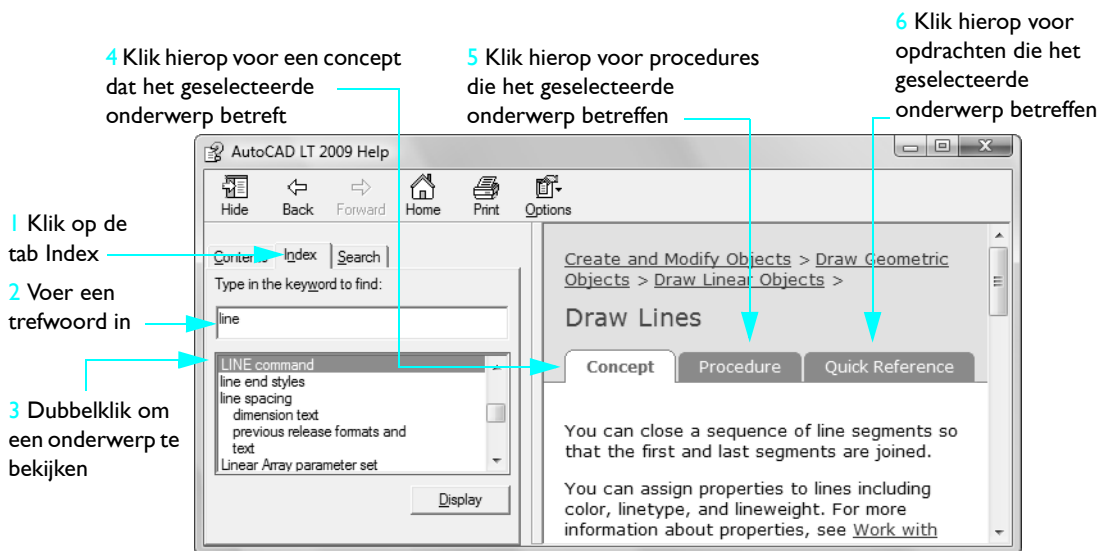 6 Klik hierop voor
opdrachten die het
geselecteerde
onderwerp betreffen
4 Klik hierop voor een concept
dat het geselecteerde
onderwerp betreft
5 Klik hierop voor procedures
die het geselecteerde
onderwerp betreffen
AutoCAD LT 2009 Help
Hide Back Forward Home Print Options
1 Klik op de
tab Index
Contents Index Search
Type in the keyword to find:
2 Voer een
trefwoord in
line
LINE command
line end styles
line spacing
dimension text
previous release formats and
text
Linear Array parameter set
3 Dubbelklik om
een onderwerp te
bekijken
Display
Create and Modify Objects > Draw Geometric
Objects > Draw Linear Objects >
Draw Lines
Concept Procedure Quick Reference
You can close a sequence of line segments so
that the first and last segments are joined.
You can assign properties to lines including
color, linetype, and lineweight. For more
information about properties, see Work with